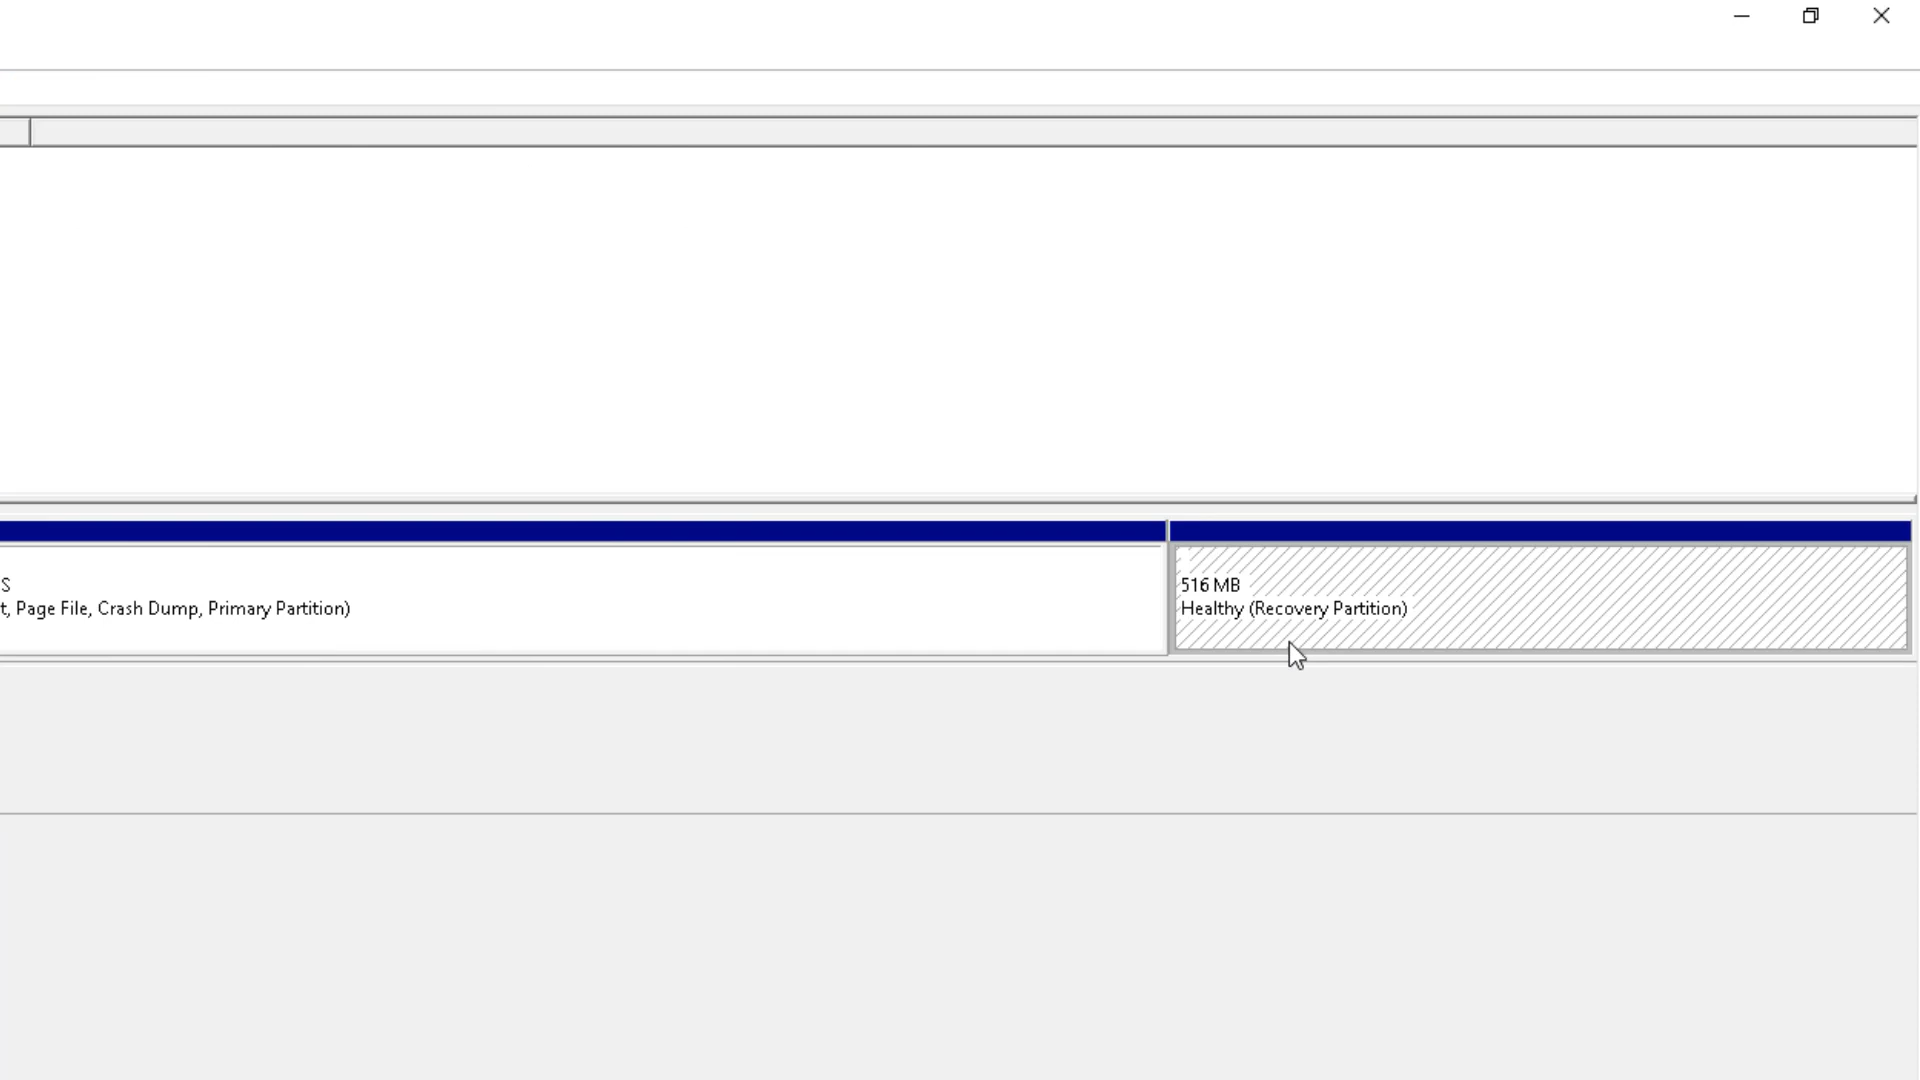 S
t, Page File, Crash Dump, Primary Partition)
516 MB
Healthy (Recovery Partition)